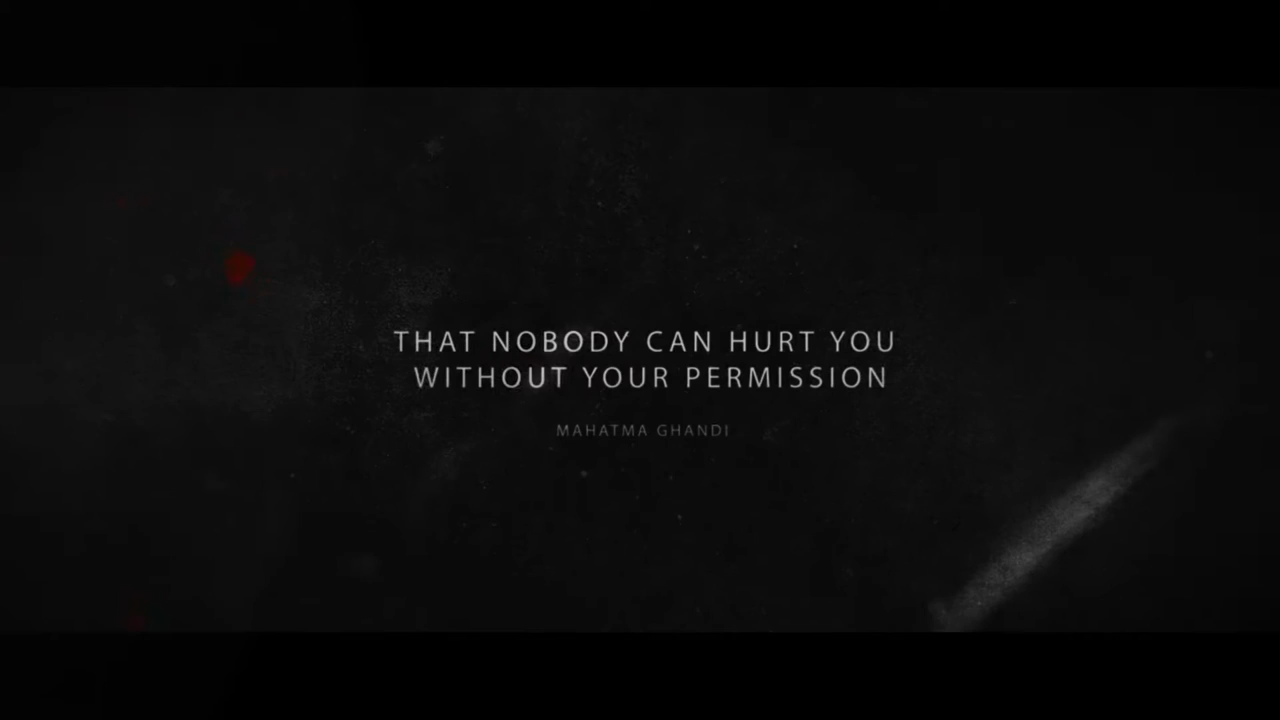 THAT NOBODY CAN HURT YOU
WITHOUT YOUR PERMISSION
MAHATMA GHANDI